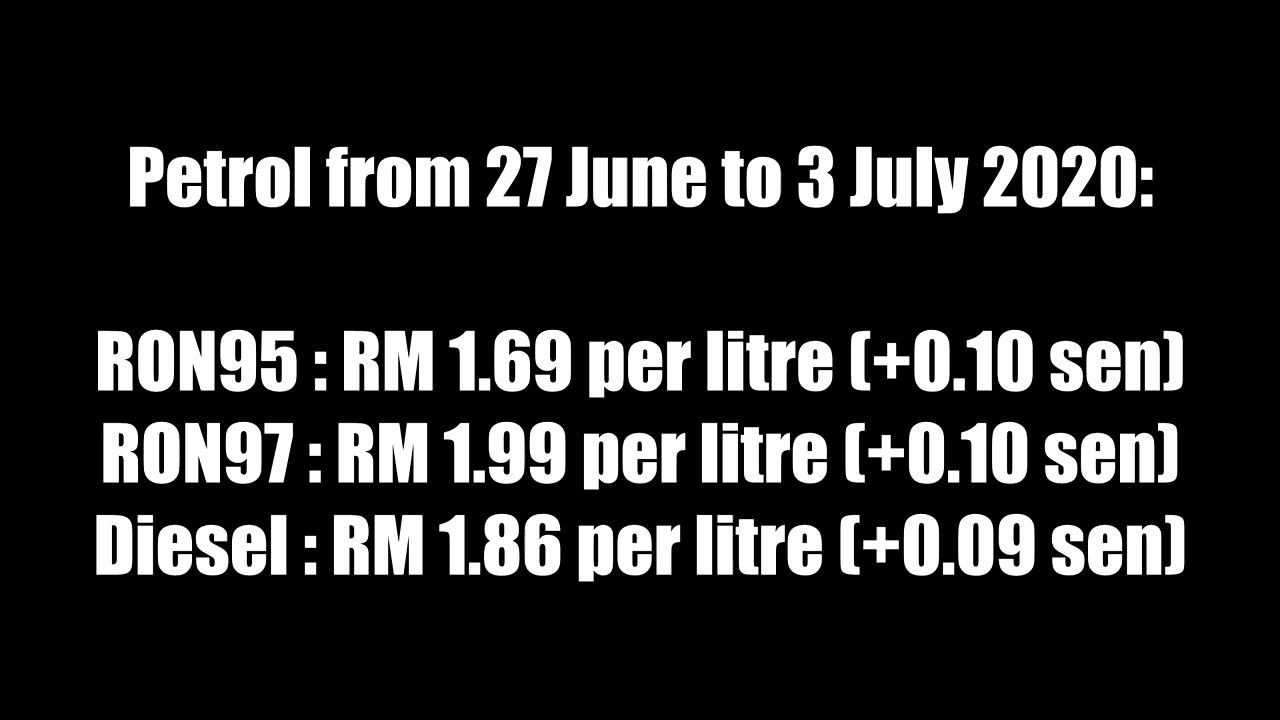 Petrol from 27 June to 3 July 2020:
RON95 : RM 1.69 per litre (+0.10 sen)
RON97 : RM 1.99 per litre (+0.10 sen)
Diesel : RM 1.86 per litre (+0.09 sen)